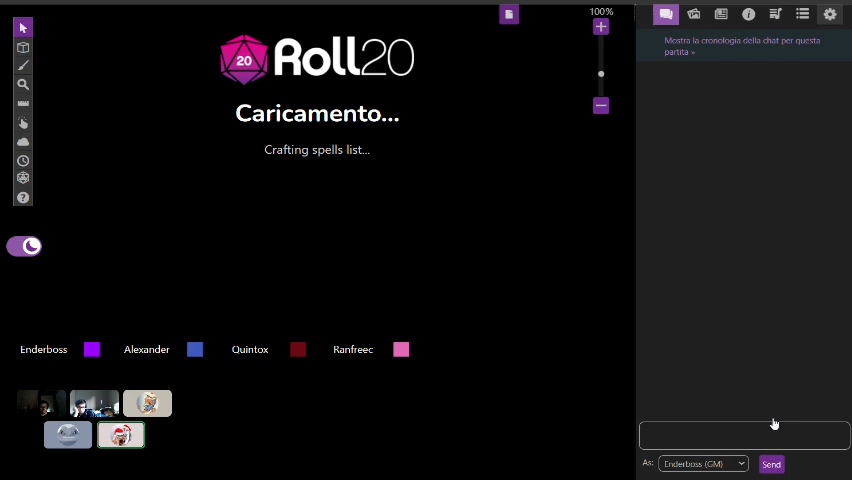 100%
20
Roll20
Caricamento...
Crafting spells list...
Mostra la cronologia della chat per questa
partita »
Enderboss
Alexander
Quintox
Ranfreec
As:
Enderboss (GM)
Send